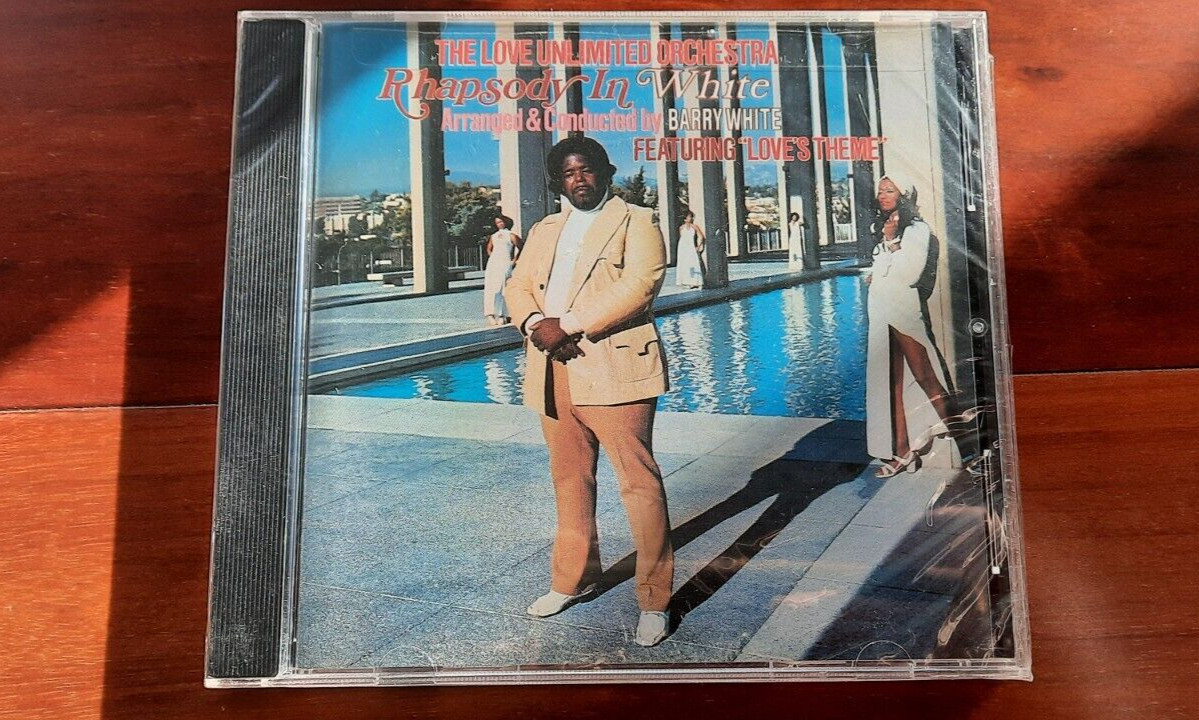 THE LOVE UNLIMITED ORCHESTRA
Rhapsody In White
Arranged & Conducted by BARRY WHITE
FEATURING "LOVE'S THEME"